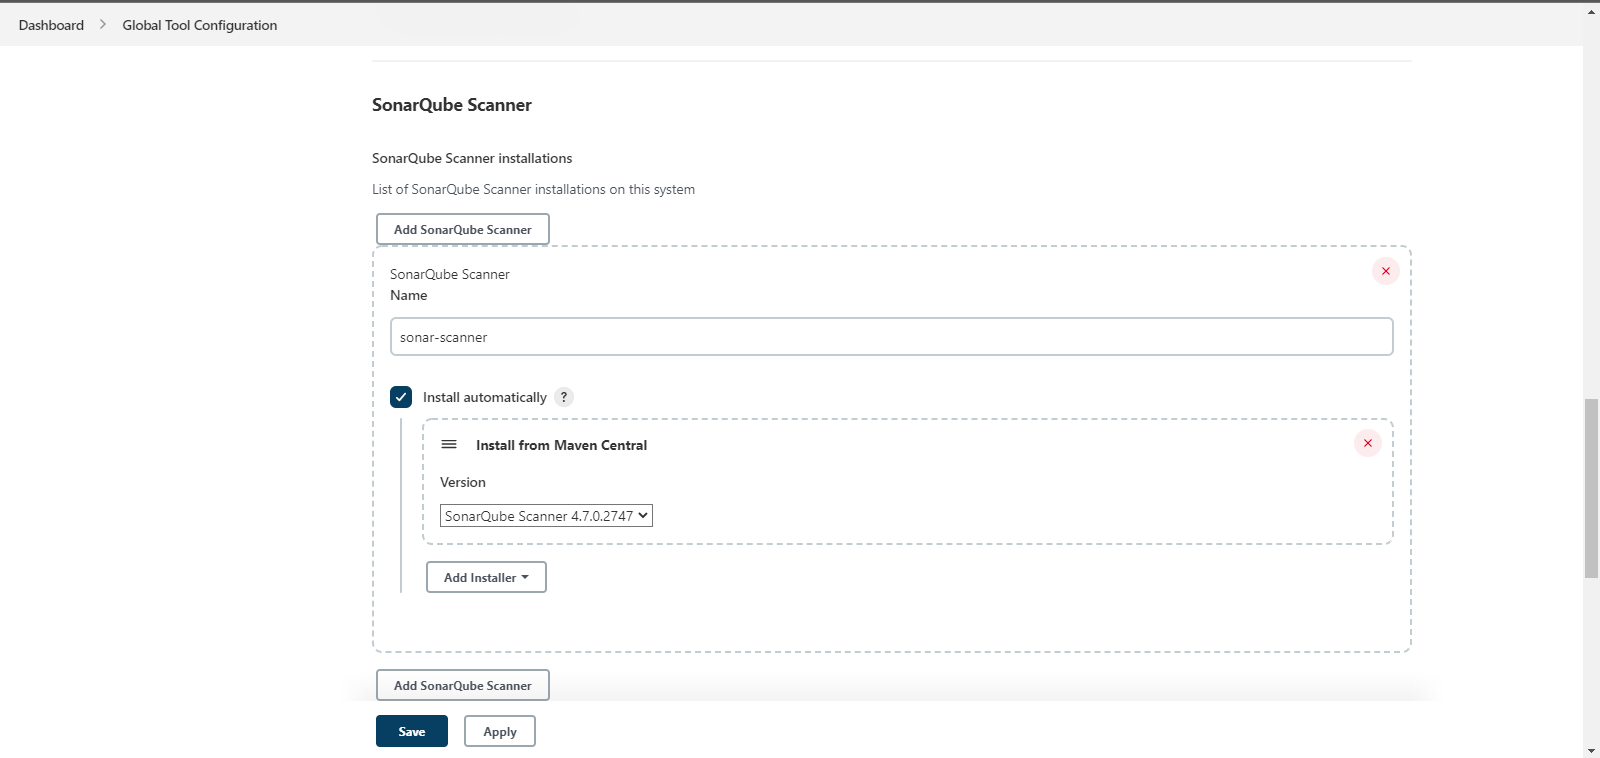 Dashboard > Global Tool Configuration
SonarQube Scanner
SonarQube Scanner installations
List of SonarQube Scanner installations on this system
Add SonarQube Scanner
SonarQube Scanner
Name
sonar-scanner
Install automatically ?
Install from Maven Central
Version
SonarQube Scanner 4.7.0.2747
Add Installer
Add SonarQube Scanner
Save Apply